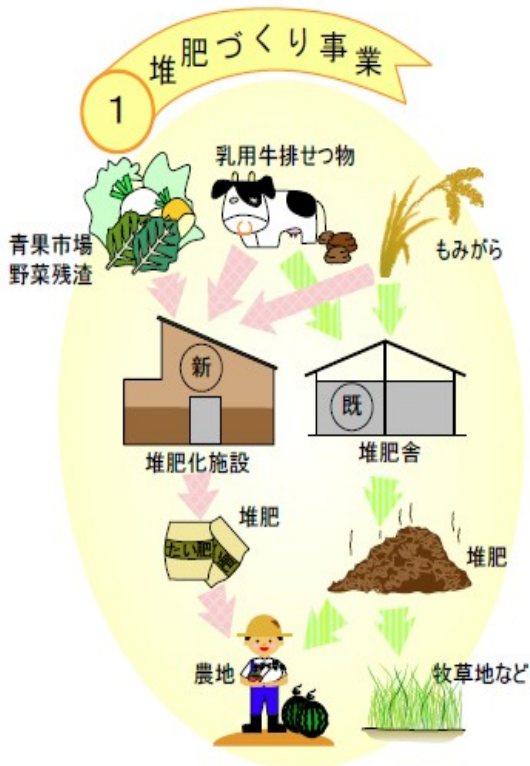 堆肥づくり事業
1
乳用牛排せつ物
青果市場
野菜残渣
もみがら
新
既
堆肥化施設
堆肥舎
堆肥
たい肥
い肥
堆肥
農地
牧草地など